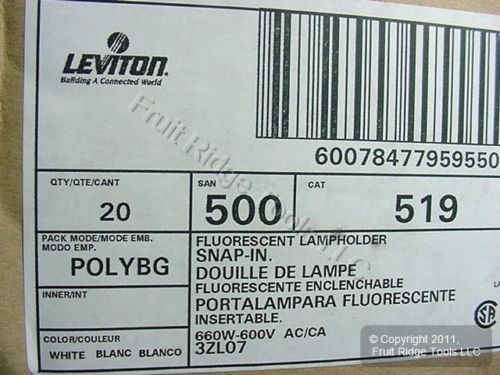 LEVITON.
Building A Connected World
60078477959550
QTY/QTE/CANT
20
SAN
500
CAT
519
PACK MODE/MODE EMB.
MODO EMP.
POLYBG
INNER/INT
COLOR/COULEUR
WHITE BLANC BLANCO
FLUORESCENT LAMPHOLDER
SNAP-IN.
DOUILLE DE LAMPE
FLUORESCENTE ENCLENCHABLE
PORTALAMPARA FLUORESCENTE
INSERTABLE.
660W-600V AC/CA
3ZL07
LA
Fruit Ridge Tools LLC
© Copyright 2011,
Fruit Ridge Tools LLC